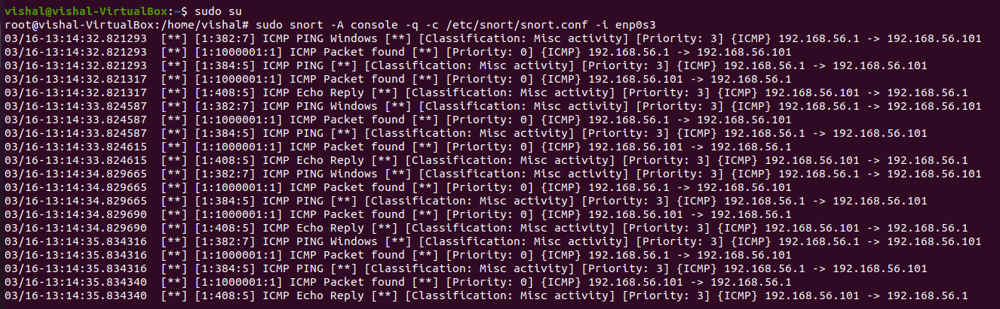 vishal@vishal-VirtualBox:~$ sudo su
root@vishal-VirtualBox:/home/vishal# sudo snort -A console -q -c /etc/snort/snort.conf -i enp0s3
03/16-13:14:32.821293  [**] [1:382:7] ICMP PING Windows [**] [Classification: Misc activity] [Priority: 3] {ICMP} 192.168.56.1 -> 192.168.56.101
03/16-13:14:32.821293  [**] [1:1000001:1] ICMP Packet found [**] [Priority: 0] {ICMP} 192.168.56.1 -> 192.168.56.101
03/16-13:14:32.821293  [**] [1:384:5] ICMP PING [**] [Classification: Misc activity] [Priority: 3] {ICMP} 192.168.56.1 -> 192.168.56.101
03/16-13:14:32.821317  [**] [1:1000001:1] ICMP Packet found [**] [Priority: 0] {ICMP} 192.168.56.101 -> 192.168.56.1
03/16-13:14:32.821317  [**] [1:408:5] ICMP Echo Reply [**] [Classification: Misc activity] [Priority: 3] {ICMP} 192.168.56.101 -> 192.168.56.1
03/16-13:14:33.824587  [**] [1:382:7] ICMP PING Windows [**] [Classification: Misc activity] [Priority: 3] {ICMP} 192.168.56.1 -> 192.168.56.101
03/16-13:14:33.824587  [**] [1:1000001:1] ICMP Packet found [**] [Priority: 0] {ICMP} 192.168.56.1 -> 192.168.56.101
03/16-13:14:33.824587  [**] [1:384:5] ICMP PING [**] [Classification: Misc activity] [Priority: 3] {ICMP} 192.168.56.1 -> 192.168.56.101
03/16-13:14:33.824615  [**] [1:1000001:1] ICMP Packet found [**] [Priority: 0] {ICMP} 192.168.56.101 -> 192.168.56.1
03/16-13:14:33.824615  [**] [1:408:5] ICMP Echo Reply [**] [Classification: Misc activity] [Priority: 3] {ICMP} 192.168.56.101 -> 192.168.56.1
03/16-13:14:34.829665  [**] [1:382:7] ICMP PING Windows [**] [Classification: Misc activity] [Priority: 3] {ICMP} 192.168.56.1 -> 192.168.56.101
03/16-13:14:34.829665  [**] [1:1000001:1] ICMP Packet found [**] [Priority: 0] {ICMP} 192.168.56.1 -> 192.168.56.101
03/16-13:14:34.829665  [**] [1:384:5] ICMP PING [**] [Classification: Misc activity] [Priority: 3] {ICMP} 192.168.56.1 -> 192.168.56.101
03/16-13:14:34.829690  [**] [1:1000001:1] ICMP Packet found [**] [Priority: 0] {ICMP} 192.168.56.101 -> 192.168.56.1
03/16-13:14:34.829690  [**] [1:408:5] ICMP Echo Reply [**] [Classification: Misc activity] [Priority: 3] {ICMP} 192.168.56.101 -> 192.168.56.1
03/16-13:14:35.834316  [**] [1:382:7] ICMP PING Windows [**] [Classification: Misc activity] [Priority: 3] {ICMP} 192.168.56.1 -> 192.168.56.101
03/16-13:14:35.834316  [**] [1:1000001:1] ICMP Packet found [**] [Priority: 0] {ICMP} 192.168.56.1 -> 192.168.56.101
03/16-13:14:35.834316  [**] [1:384:5] ICMP PING [**] [Classification: Misc activity] [Priority: 3] {ICMP} 192.168.56.1 -> 192.168.56.101
03/16-13:14:35.834340  [**] [1:1000001:1] ICMP Packet found [**] [Priority: 0] {ICMP} 192.168.56.101 -> 192.168.56.1
03/16-13:14:35.834340  [**] [1:408:5] ICMP Echo Reply [**] [Classification: Misc activity] [Priority: 3] {ICMP} 192.168.56.101 -> 192.168.56.1